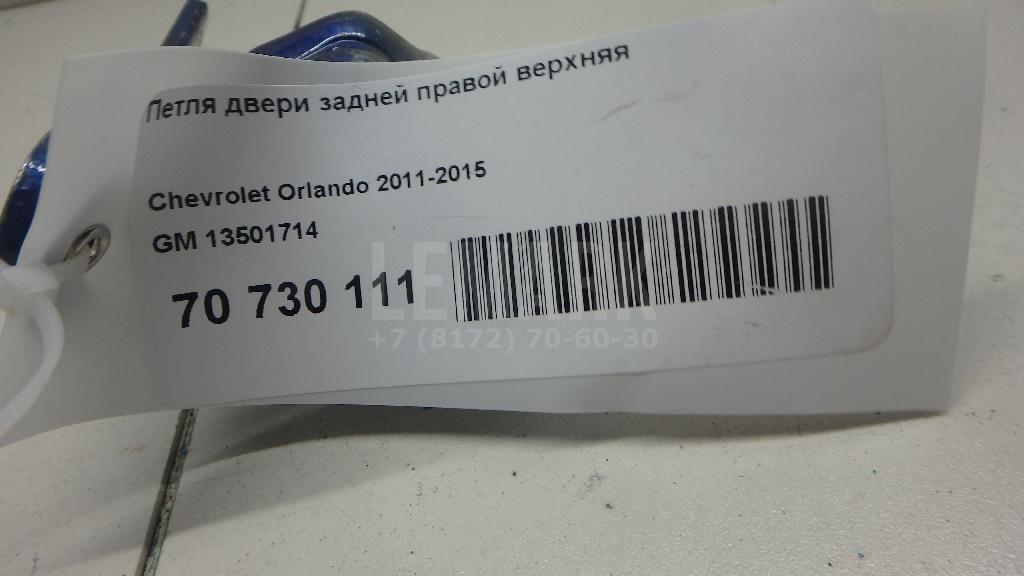 Петля двери задней правой верхняя
Chevrolet Orlando 2011-2015
GM 13501714
70 730 111
+7 (8172) 70-60-30